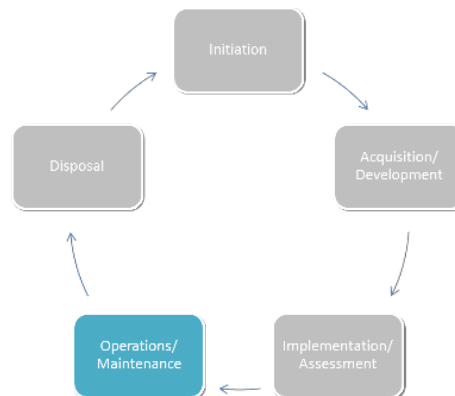 Initiation
Acquisition/
Development
Implementation/
Assessment
Operations/
Maintenance
Disposal